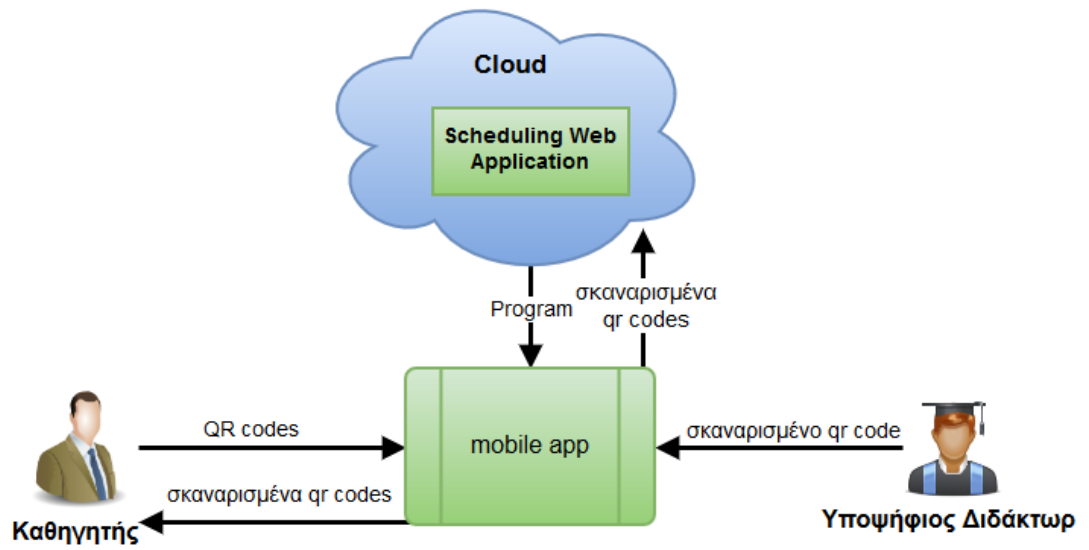 Cloud
Scheduling Web
Application
Program
σκαναρισμένα
qr codes
QR codes
mobile app
σκαναρισμένο qr code
σκαναρισμένα qr codes
Καθηγητής
Υποψήφιος Διδάκτωρ